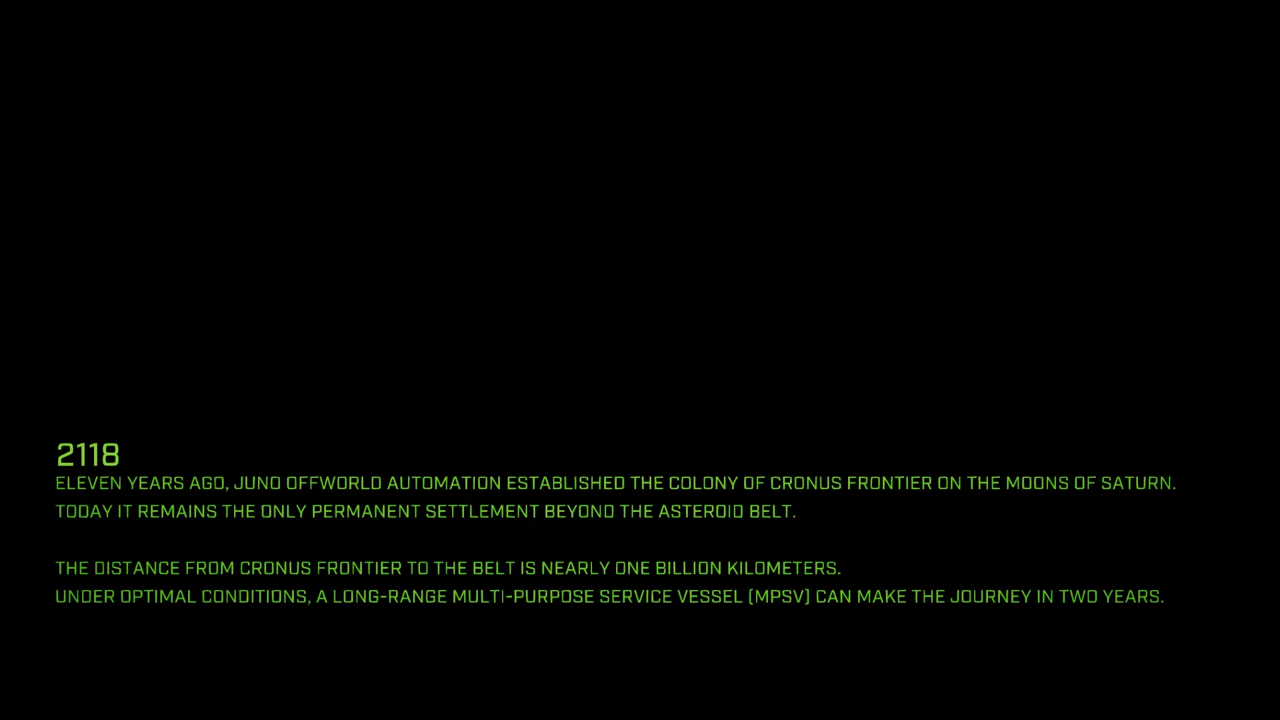 2118
ELEVEN YEARS AGO, JUNO OFFWORLD AUTOMATION ESTABLISHED THE COLONY OF CRONUS FRONTIER ON THE MOONS OF SATURN.
TODAY IT REMAINS THE ONLY PERMANENT SETTLEMENT BEYOND THE ASTEROID BELT.
THE DISTANCE FROM CRONUS FRONTIER TO THE BELT IS NEARLY ONE BILLION KILOMETERS.
UNDER OPTIMAL CONDITIONS, A LONG-RANGE MULTI-PURPOSE SERVICE VESSEL (MPSV) CAN MAKE THE JOURNEY IN TWO YEARS.